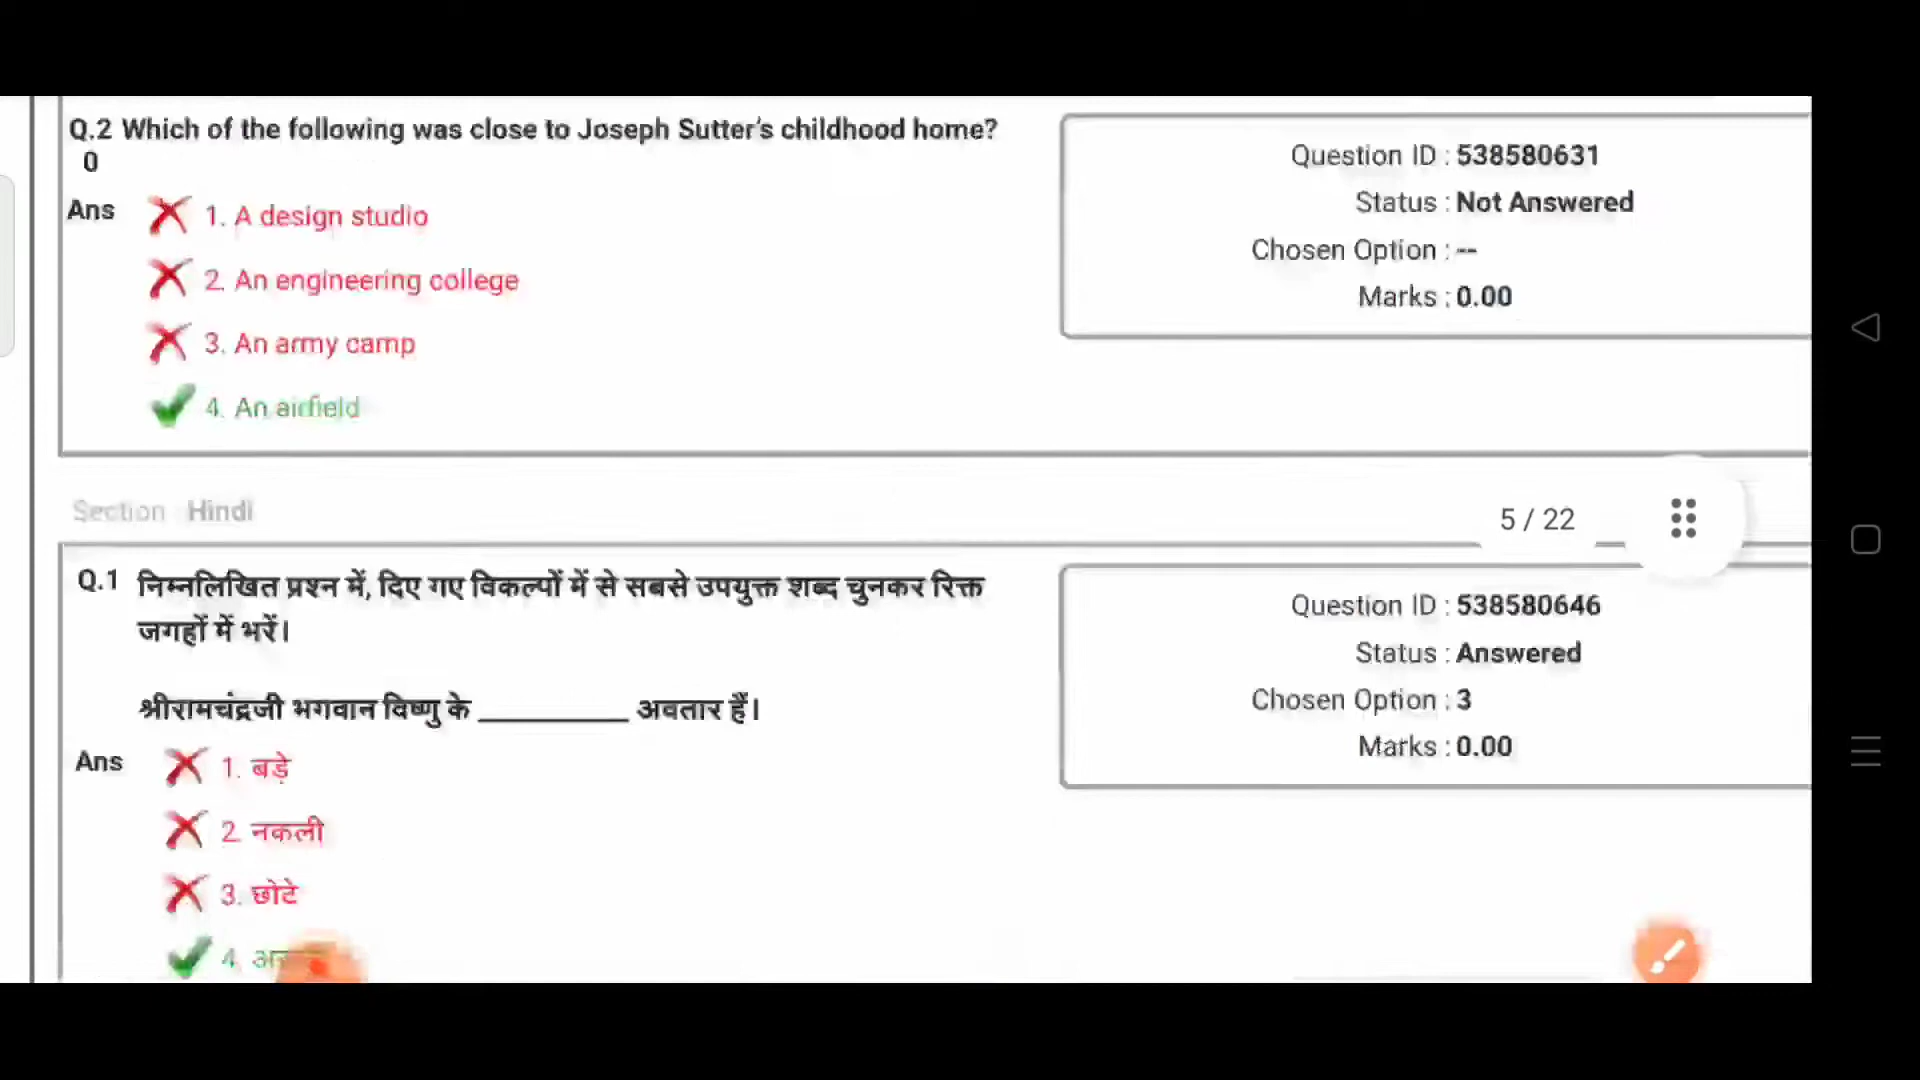 Q.2 Which of the following was close to Joseph Sutter's childhood home?
0
Ans
1. A design studio
2. An engineering college
3. An army camp
4. An airfield
Question ID : 538580631
Status : Not Answered
Chosen Option : --
Marks : 0.00
Section Hindi
5 / 22
Q.1 निम्नलिखित प्रश्न में, दिए गए विकल्पों में से सबसे उपयुक्त शब्द चुनकर रिक्त
जगहों में भरें।
श्रीरामचंद्रजी भगवान विष्णु के __________ अवतार हैं।
Ans
1. बड़े
2. नकली
3. छोटे
4.
Question ID : 538580646
Status : Answered
Chosen Option : 3
Marks : 0.00